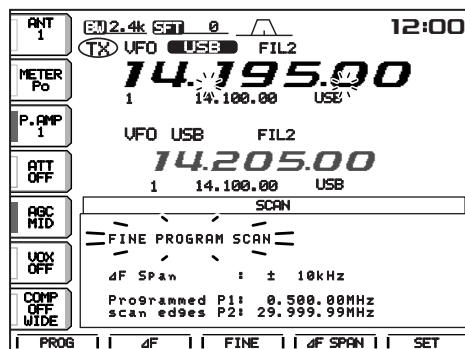 ANT 1
BW 2.4k SFT 0 12:00
TX VFO USB FIL2
METER Po
14.195.00
1 14.100.00 USB
P.AMP 1
VFO USB FIL2
14.205.00
ATT OFF
1 14.100.00 USB
SCAN
AGC MID
FINE PROGRAM SCAN
VOX OFF
⊿F Span : ± 10kHz
COMP OFF WIDE
Programmed P1: 0.500.00MHz
scan edges P2: 29.999.99MHz
PROG ⊿F FINE ⊿F SPAN SET